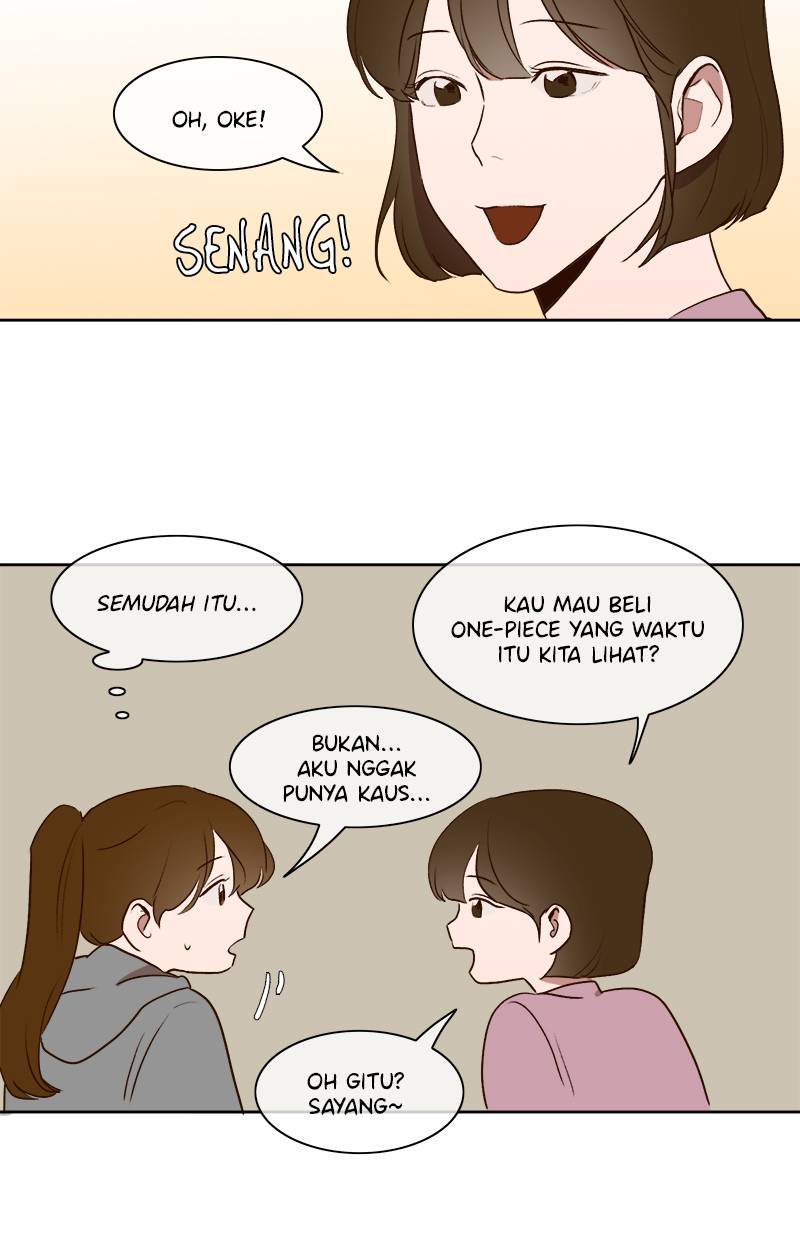 OH, OKE!
SENANG!
SEMUDAH ITU...
KAU MAU BELI
ONE-PIECE YANG WAKTU
ITU KITA LIHAT?
BUKAN...
AKU NGGAK
PUNYA KAUS...
OH GITU?
SAYANG~